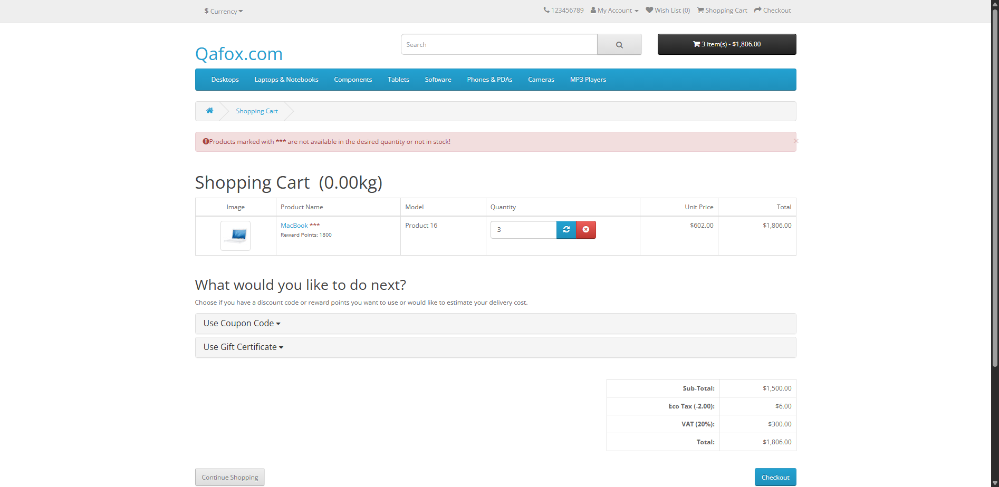 $ Currency
123456789 My Account Wish List (0) Shopping Cart Checkout
Qafox.com
Search
3 item(s) - $1,806.00
Desktops Laptops & Notebooks Components Tablets Software Phones & PDAs Cameras MP3 Players
Shopping Cart
Products marked with *** are not available in the desired quantity or not in stock!
×
Shopping Cart (0.00kg)
Image Product Name Model Quantity Unit Price Total
MacBook *** Product 16 3 $602.00 $1,806.00
Reward Points: 1800
What would you like to do next?
Choose if you have a discount code or reward points you want to use or would like to estimate your delivery cost.
Use Coupon Code
Use Gift Certificate
Sub-Total: $1,500.00
Eco Tax (-2.00): $6.00
VAT (20%): $300.00
Total: $1,806.00
Continue Shopping
Checkout